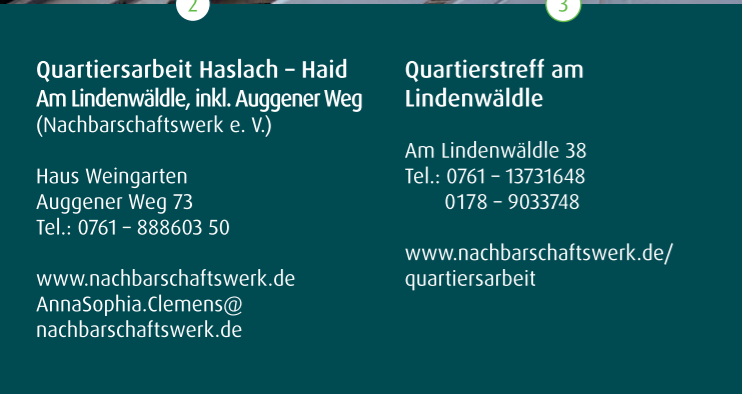 2
3
Quartiersarbeit Haslach – Haid
Am Lindenwäldle, inkl. Auggener Weg
(Nachbarschaftswerk e. V.)
Haus Weingarten
Auggener Weg 73
Tel.: 0761 – 888603 50
www.nachbarschaftswerk.de
AnnaSophia.Clemens@
nachbarschaftswerk.de
Quartierstreff am
Lindenwäldle
Am Lindenwäldle 38
Tel.: 0761 – 13731648
0178 – 9033748
www.nachbarschaftswerk.de/
quartiersarbeit